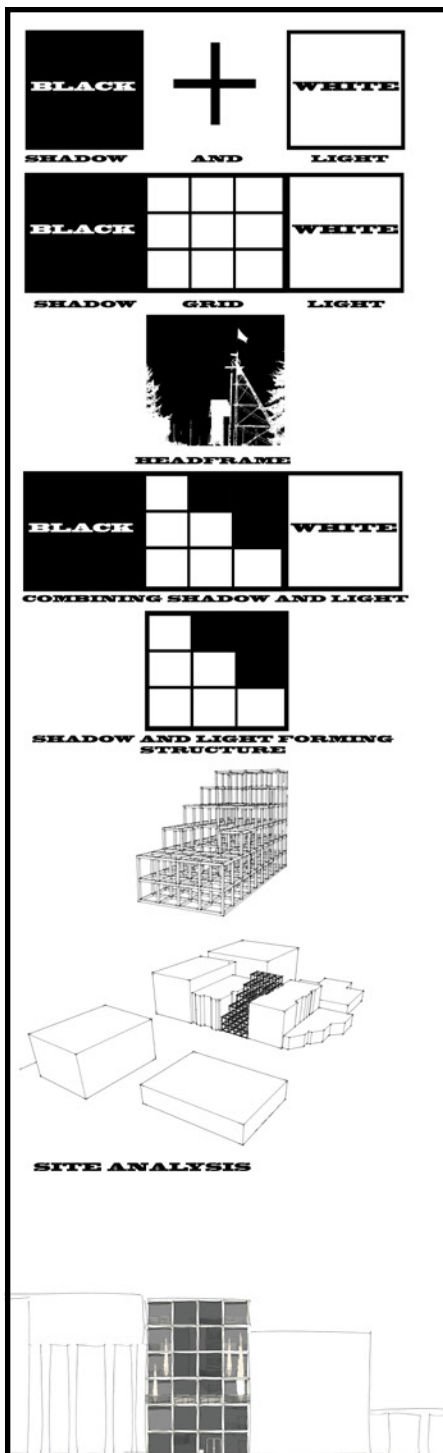 BLACK WHITE
SHADOW AND LIGHT
BLACK WHITE
SHADOW GRID LIGHT
HEADFRAME
BLACK WHITE
COMBINING SHADOW AND LIGHT
SHADOW AND LIGHT FORMING
STRUCTURE
SITE ANALYSIS